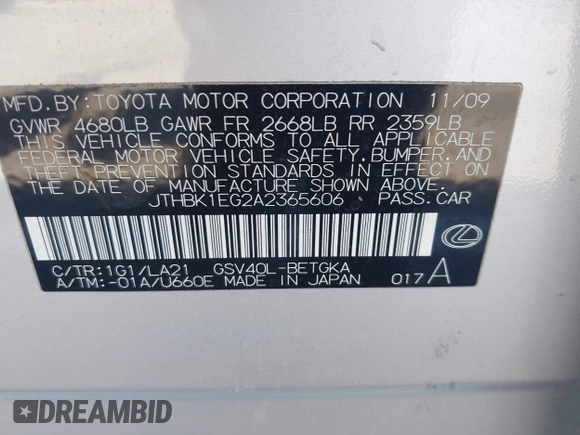 MFD. BY: TOYOTA MOTOR CORPORATION 11/09
GVWR 4680LB GAWR FR 2668LB RR 2359LB
THIS VEHICLE CONFORMS TO ALL APPLICABLE
FEDERAL MOTOR VEHICLE SAFETY, BUMPER, AND
THEFT PREVENTION STANDARDS IN EFFECT ON
THE DATE OF MANUFACTURE SHOWN ABOVE.
JTHBK1EG2A2365606 PASS. CAR
C/TR: 1G1/LA21 GSV40L-BETGKA
A/TM: -01A/U660E MADE IN JAPAN 017A
DREAMBID